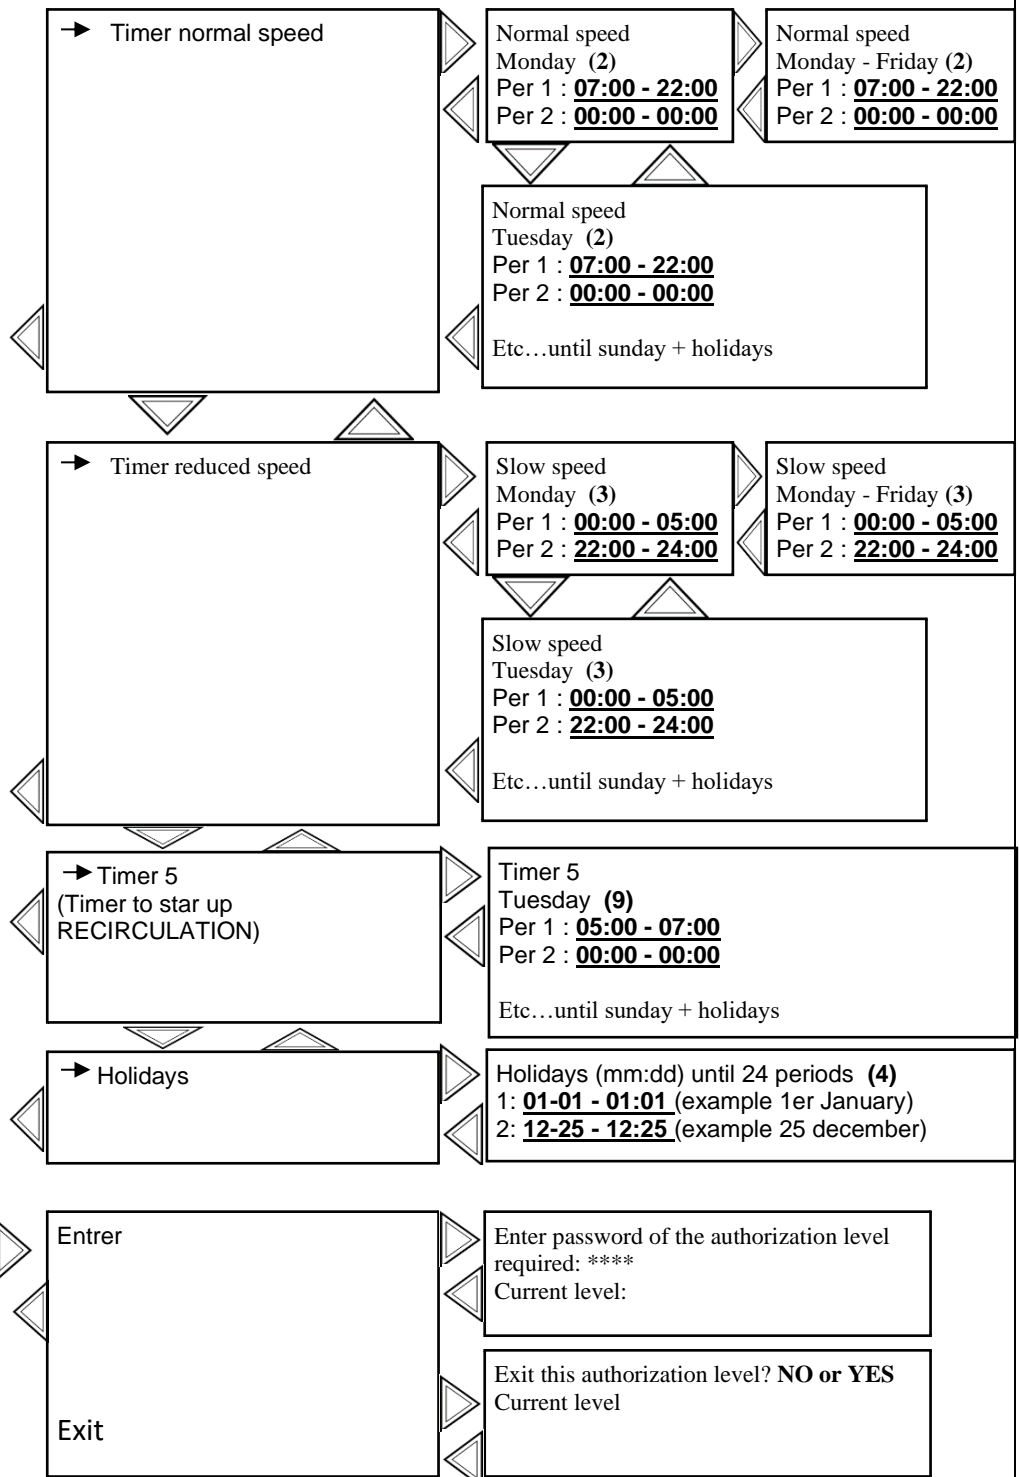 Timer normal speed
Normal speed
Monday (2)
Per 1 : 07:00 - 22:00
Per 2 : 00:00 - 00:00
Normal speed
Monday - Friday (2)
Per 1 : 07:00 - 22:00
Per 2 : 00:00 - 00:00
Normal speed
Tuesday (2)
Per 1 : 07:00 - 22:00
Per 2 : 00:00 - 00:00
Etc…until sunday + holidays
Timer reduced speed
Slow speed
Monday (3)
Per 1 : 00:00 - 05:00
Per 2 : 22:00 - 24:00
Slow speed
Monday - Friday (3)
Per 1 : 00:00 - 05:00
Per 2 : 22:00 - 24:00
Slow speed
Tuesday (3)
Per 1 : 00:00 - 05:00
Per 2 : 22:00 - 24:00
Etc…until sunday + holidays
Timer 5
(Timer to star up
RECIRCULATION)
Timer 5
Tuesday (9)
Per 1 : 05:00 - 07:00
Per 2 : 00:00 - 00:00
Etc…until sunday + holidays
Holidays
Holidays (mm:dd) until 24 periods (4)
1: 01-01 - 01:01 (example 1er January)
2: 12-25 - 12:25 (example 25 december)
Entrer
Enter password of the authorization level
required: ****
Current level:
Exit
Exit this authorization level? NO or YES
Current level